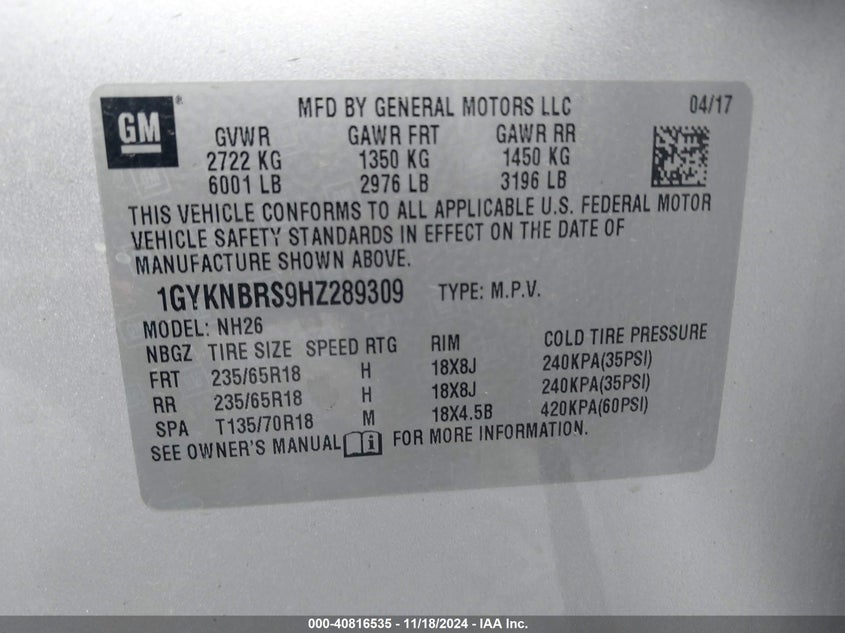 GM ® MFD BY GENERAL MOTORS LLC 04/17
GVWR GAWR FRT GAWR RR
2722 KG 1350 KG 1450 KG
6001 LB 2976 LB 3196 LB
THIS VEHICLE CONFORMS TO ALL APPLICABLE U.S. FEDERAL MOTOR
VEHICLE SAFETY STANDARDS IN EFFECT ON THE DATE OF
MANUFACTURE SHOWN ABOVE.
1GYKNBRS9HZ289309 TYPE: M.P.V.
MODEL: NH26
NBGZ TIRE SIZE SPEED RTG RIM COLD TIRE PRESSURE
FRT 235/65R18 H 18X8J 240KPA(35PSI)
RR 235/65R18 H 18X8J 240KPA(35PSI)
SPA T135/70R18 M 18X4.5B 420KPA(60PSI)
SEE OWNER'S MANUAL i FOR MORE INFORMATION.
000-40816535 - 11/18/2024 - IAA Inc.